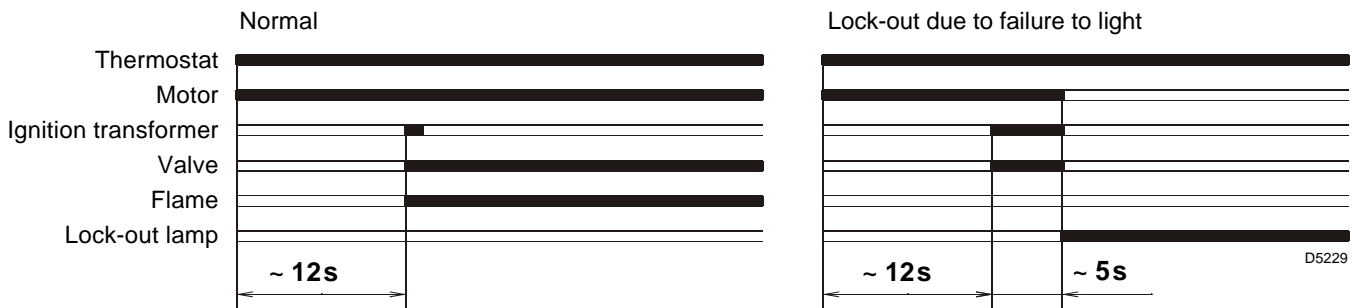 Normal
Lock-out due to failure to light
Thermostat
Motor
Ignition transformer
Valve
Flame
Lock-out lamp
~ 12s
~ 12s
~ 5s
D5229